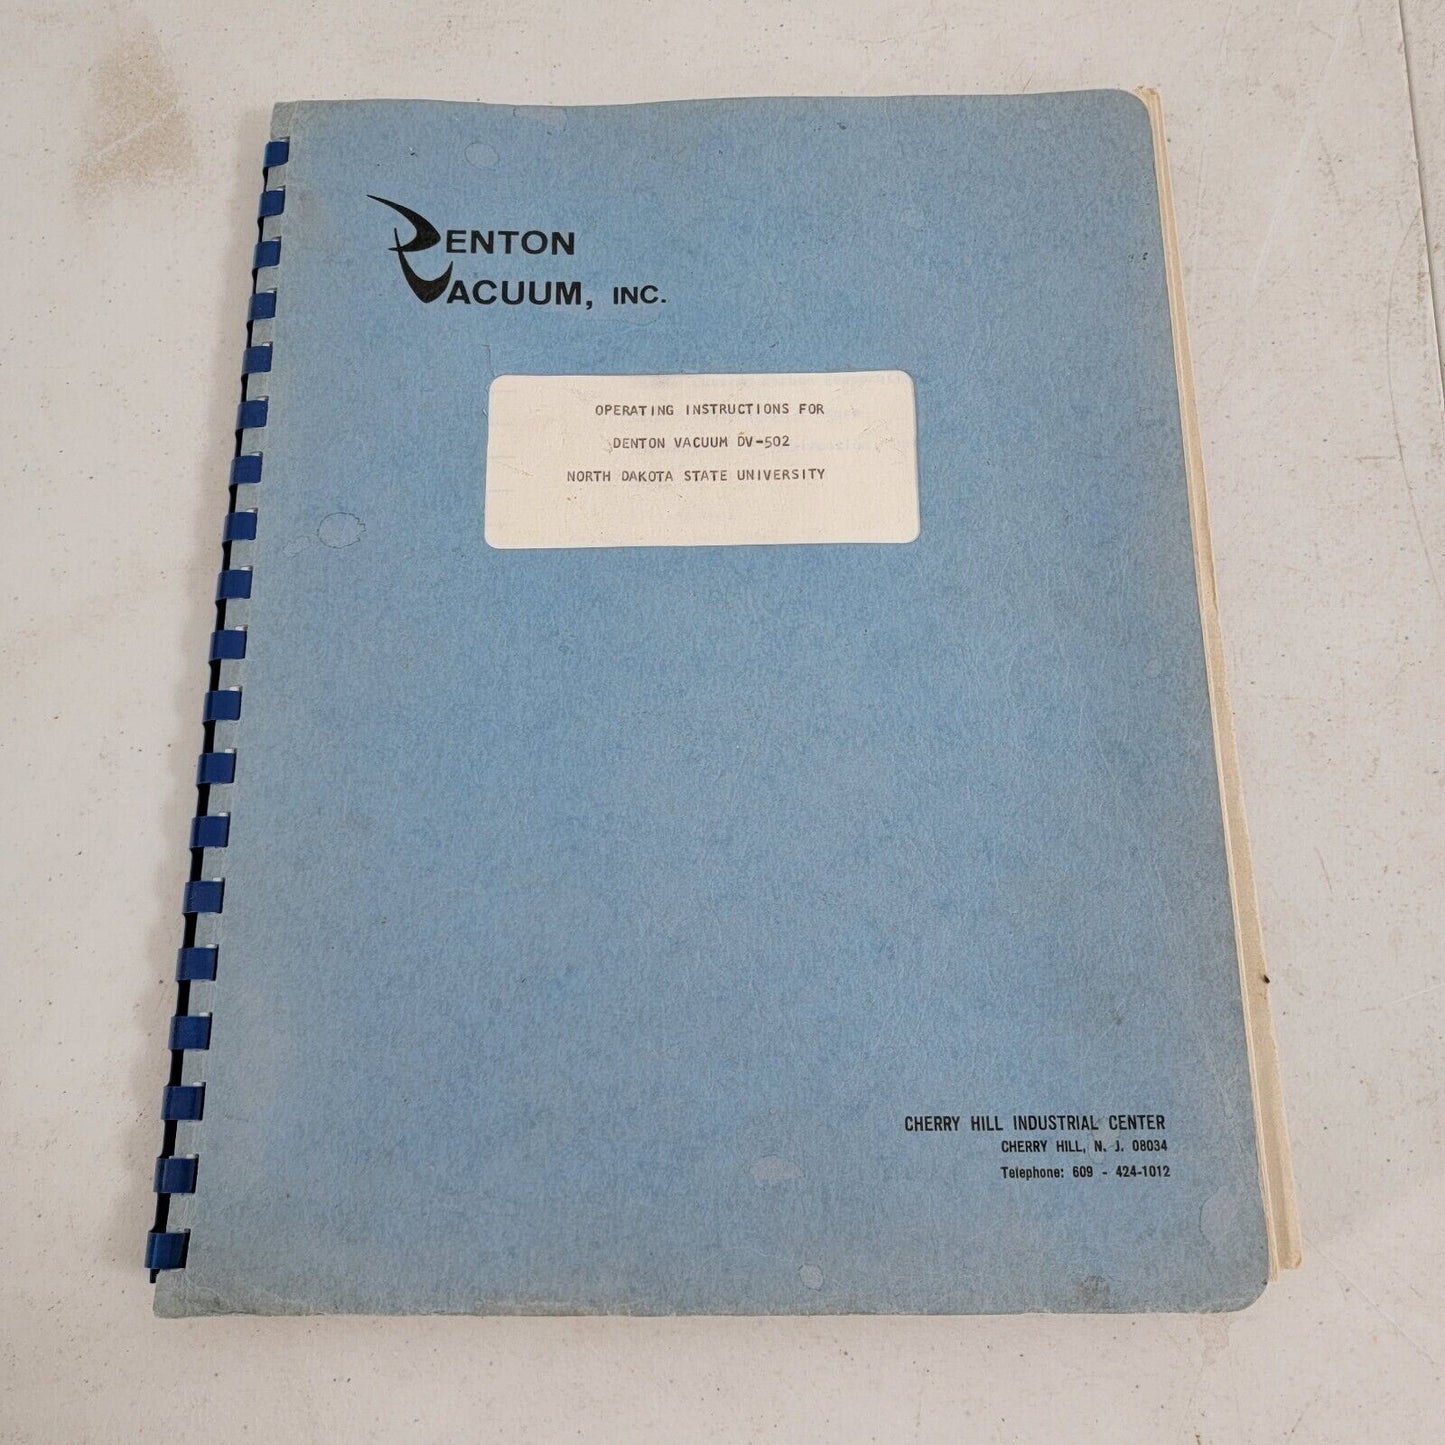 DENTON
VACUUM, INC.
OPERATING INSTRUCTIONS FOR
DENTON VACUUM DV-502
NORTH DAKOTA STATE UNIVERSITY
CHERRY HILL INDUSTRIAL CENTER
CHERRY HILL, N. J. 08034
Telephone: 609 - 424-1012